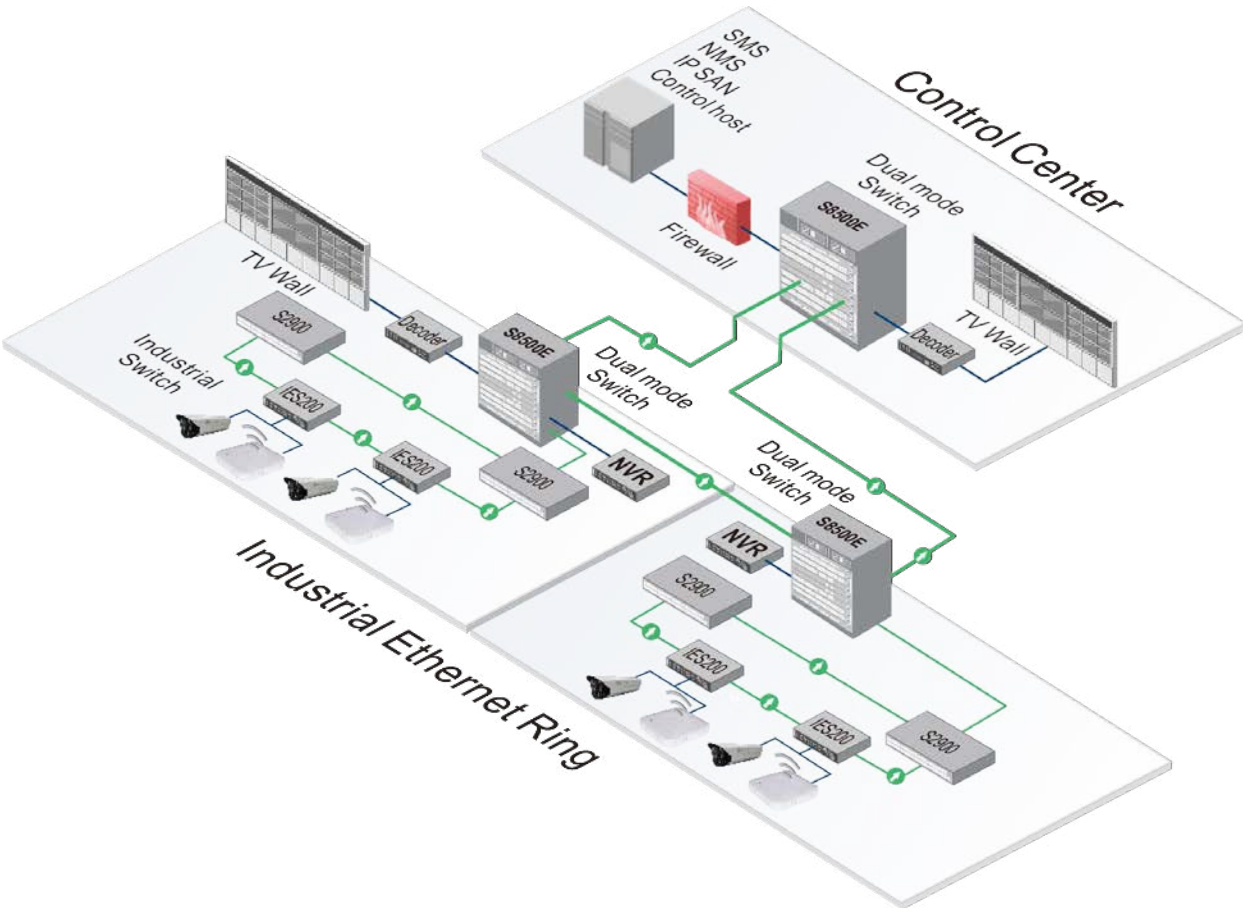 SMS
NMS
IP SAN
Control host
Control Center
Dual mode
Switch
S8500E
Firewall
Decoder
TV Wall
TV Wall
S2900
Decoder
S8500E
Dual mode
Switch
Industrial
Switch
IES200
IES200
S2900
NVR
Dual mode
Switch
S8500E
NVR
S2900
IES200
IES200
S2900
Industrial Ethernet Ring